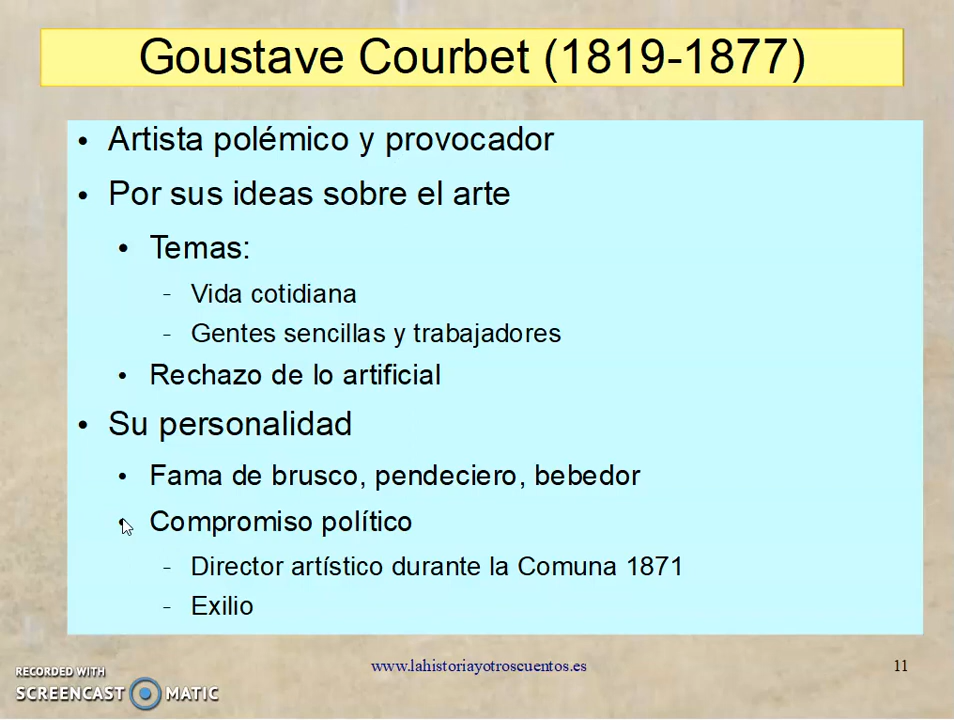 Goustave Courbet (1819-1877)
• Artista polémico y provocador
• Por sus ideas sobre el arte
• Temas:
- Vida cotidiana
- Gentes sencillas y trabajadores
• Rechazo de lo artificial
• Su personalidad
• Fama de brusco, pendeciero, bebedor
• Compromiso político
- Director artístico durante la Comuna 1871
- Exilio
www.lahistoriayotroscuentos.es
11
RECORDED WITH
SCREENCAST MATIC